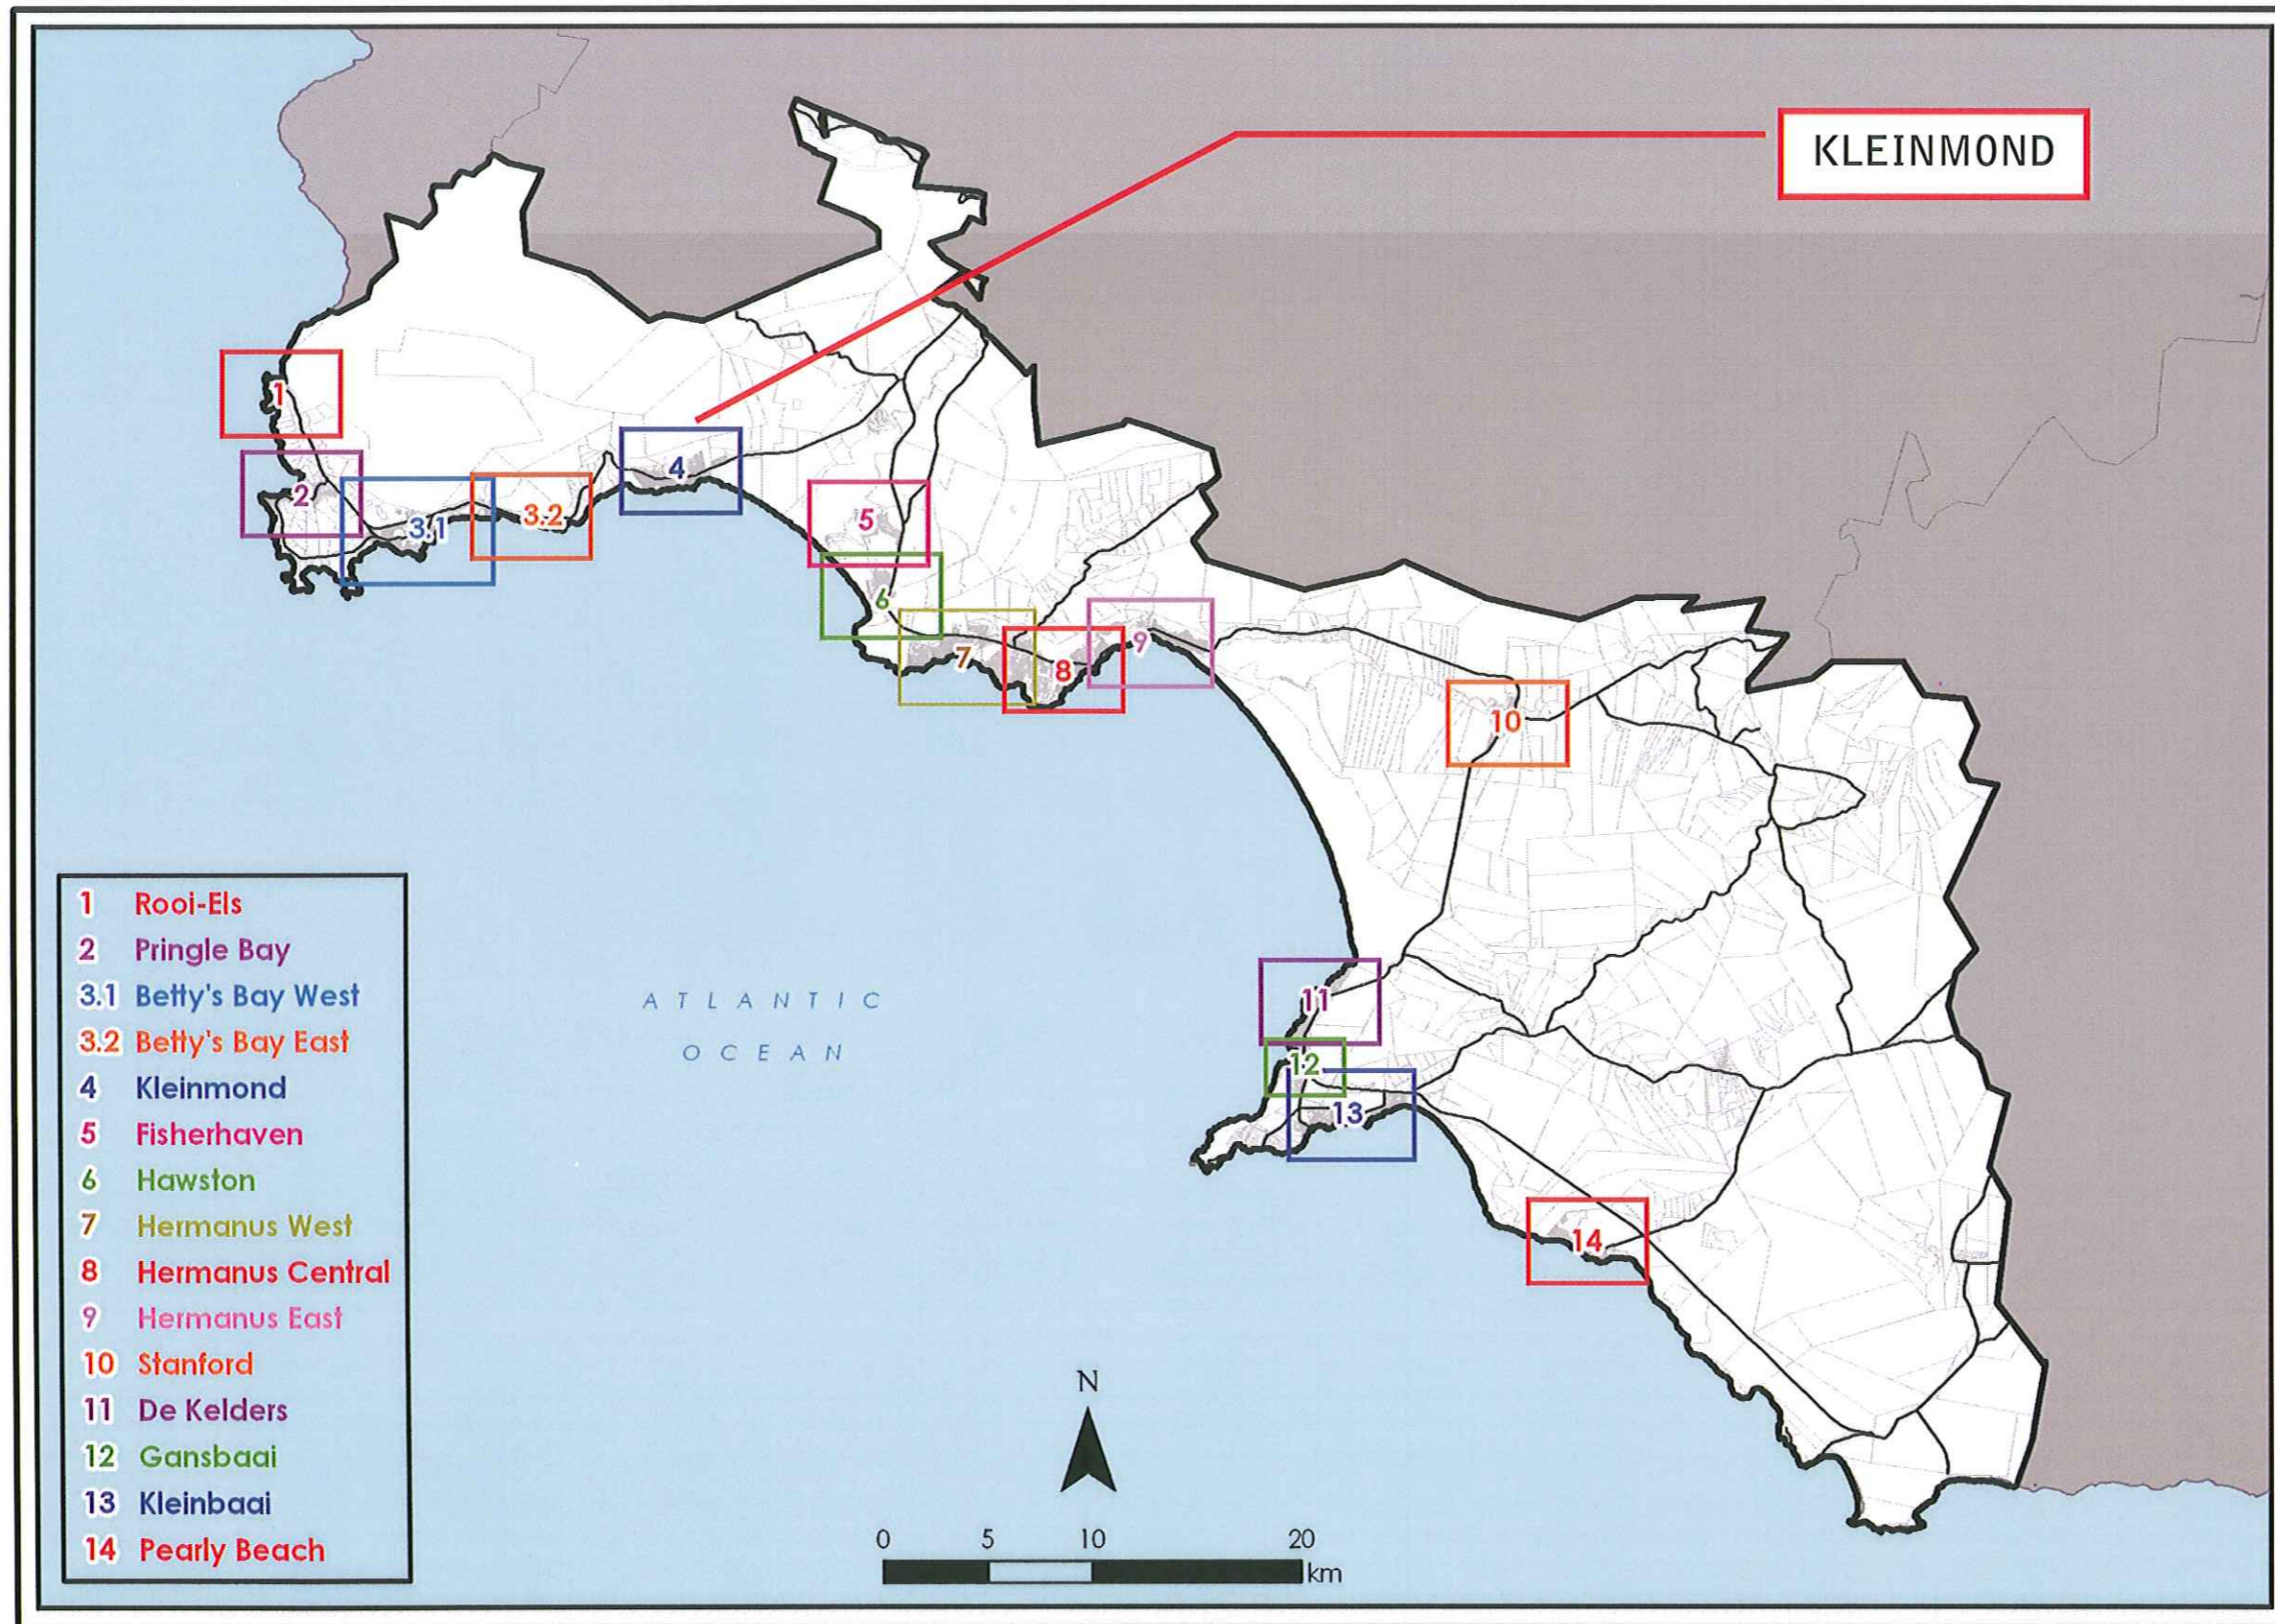 KLEINMOND
1
2
3.1
3.2
4
5
6
7
8
9
10
11
12
13
14
ATLANTIC
OCEAN
1 Rooi-Els
2 Pringle Bay
3.1 Betty's Bay West
3.2 Betty's Bay East
4 Kleinmond
5 Fisherhaven
6 Hawston
7 Hermanus West
8 Hermanus Central
9 Hermanus East
10 Stanford
11 De Kelders
12 Gansbaai
13 Kleinbaai
14 Pearly Beach
N
0 5 10 20
km